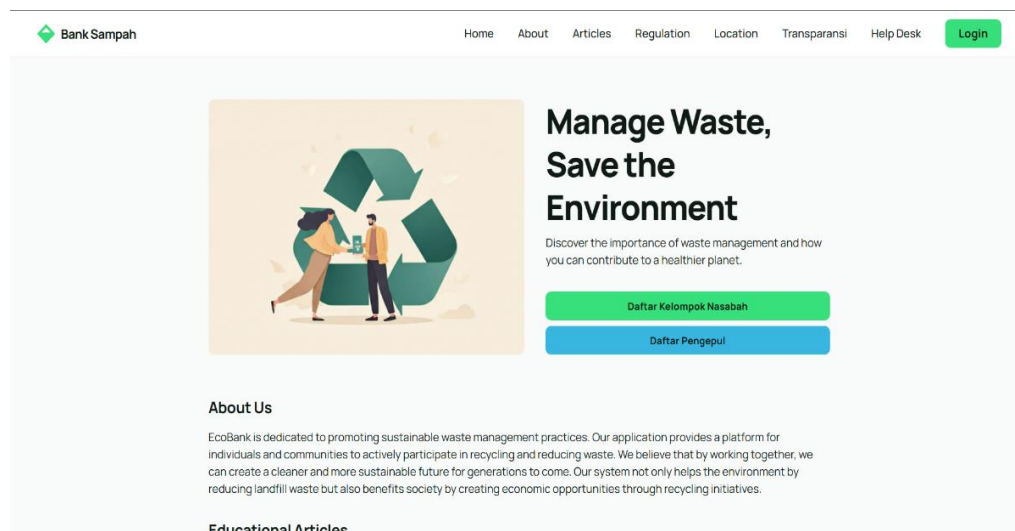 Bank Sampah
Home About Articles Regulation Location Transparansi Help Desk Login
Manage Waste,
Save the
Environment
Discover the importance of waste management and how
you can contribute to a healthier planet.
Daftar Kelompok Nasabah
Daftar Pengepul
About Us
EcoBank is dedicated to promoting sustainable waste management practices. Our application provides a platform for
individuals and communities to actively participate in recycling and reducing waste. We believe that by working together, we
can create a cleaner and more sustainable future for generations to come. Our system not only helps the environment by
reducing landfill waste but also benefits society by creating economic opportunities through recycling initiatives.
Educational Articles